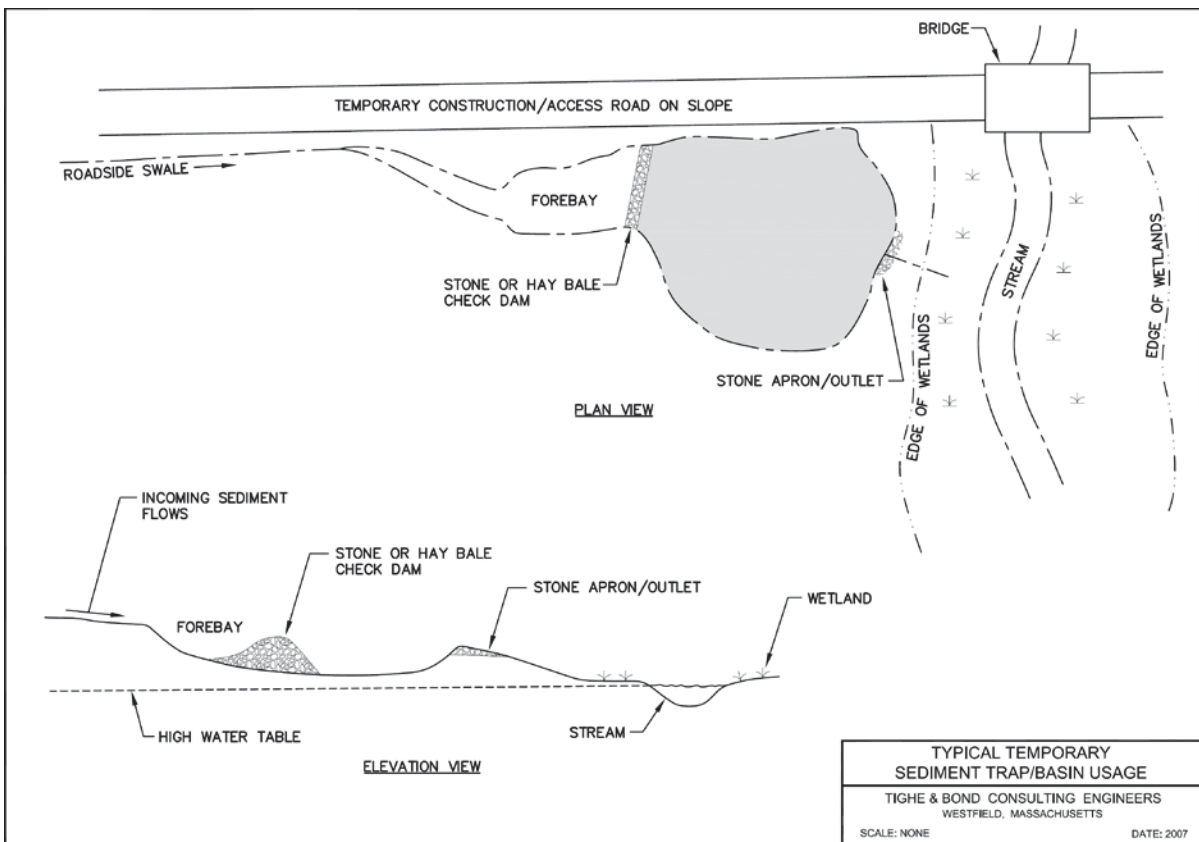 BRIDGE
TEMPORARY CONSTRUCTION/ACCESS ROAD ON SLOPE
ROADSIDE SWALE
FOREBAY
STONE OR HAY BALE
CHECK DAM
STONE APRON/OUTLET
EDGE OF WETLANDS
STREAM
EDGE OF WETLANDS
PLAN VIEW
INCOMING SEDIMENT
FLOWS
STONE OR HAY BALE
CHECK DAM
STONE APRON/OUTLET
WETLAND
FOREBAY
HIGH WATER TABLE
STREAM
ELEVATION VIEW
TYPICAL TEMPORARY
SEDIMENT TRAP/BASIN USAGE
TIGHE & BOND CONSULTING ENGINEERS
WESTFIELD, MASSACHUSETTS
SCALE: NONE DATE: 2007